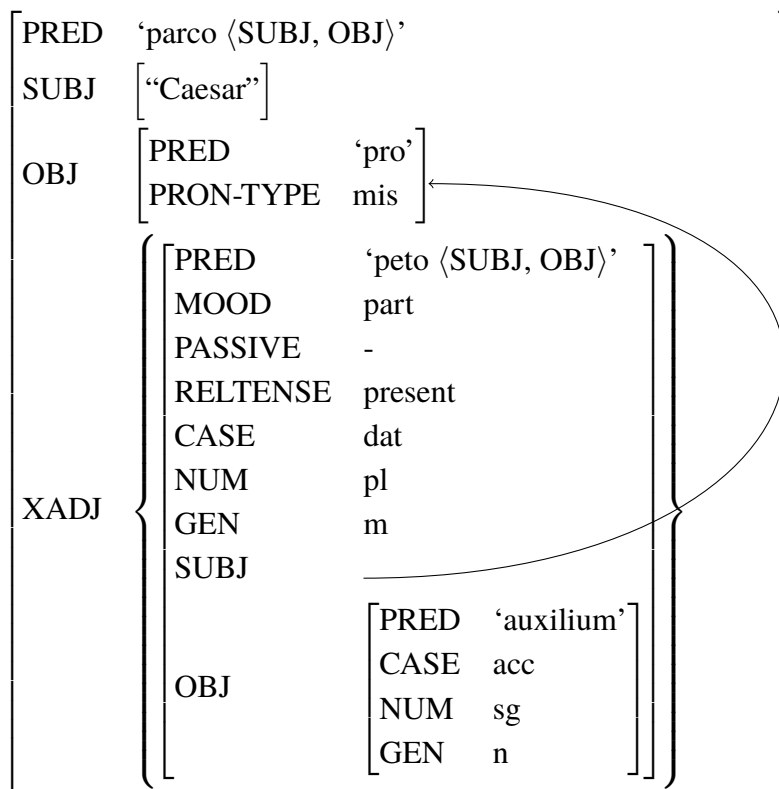 PRED ‘parco ⟨SUBJ, OBJ⟩’
SUBJ [“Caesar”]
OBJ
PRED ‘pro’
PRON-TYPE mis
XADJ
PRED ‘peto ⟨SUBJ, OBJ⟩’
MOOD part
PASSIVE -
RELTENSE present
CASE dat
NUM pl
GEN m
SUBJ
OBJ
PRED ‘auxilium’
CASE acc
NUM sg
GEN n